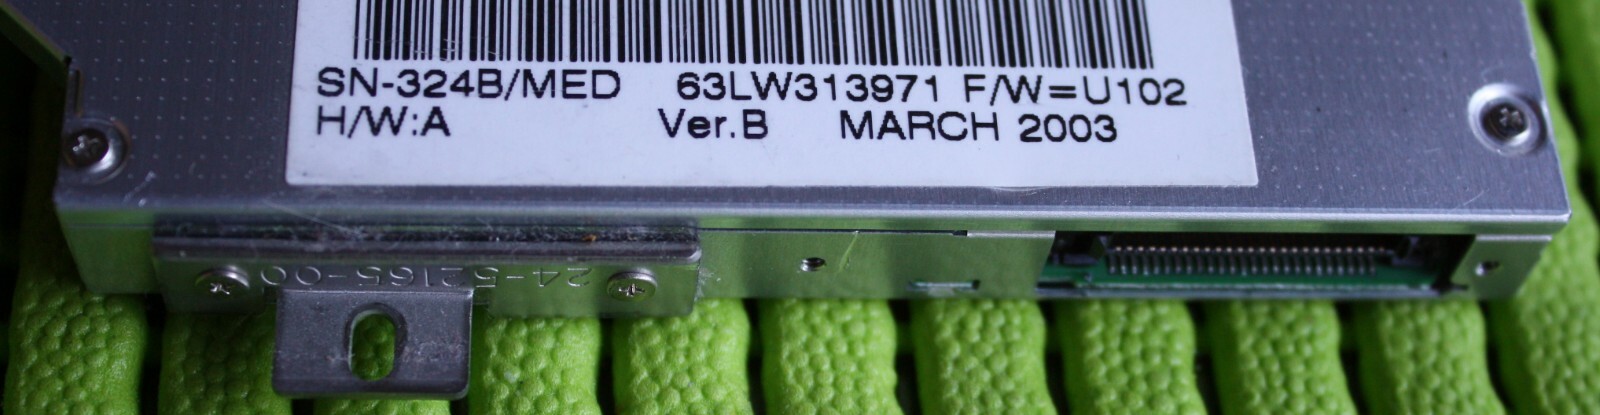 SN-324B/MED 63LW313971 F/W=U102
H/W:A Ver.B MARCH 2003
24-52165-00